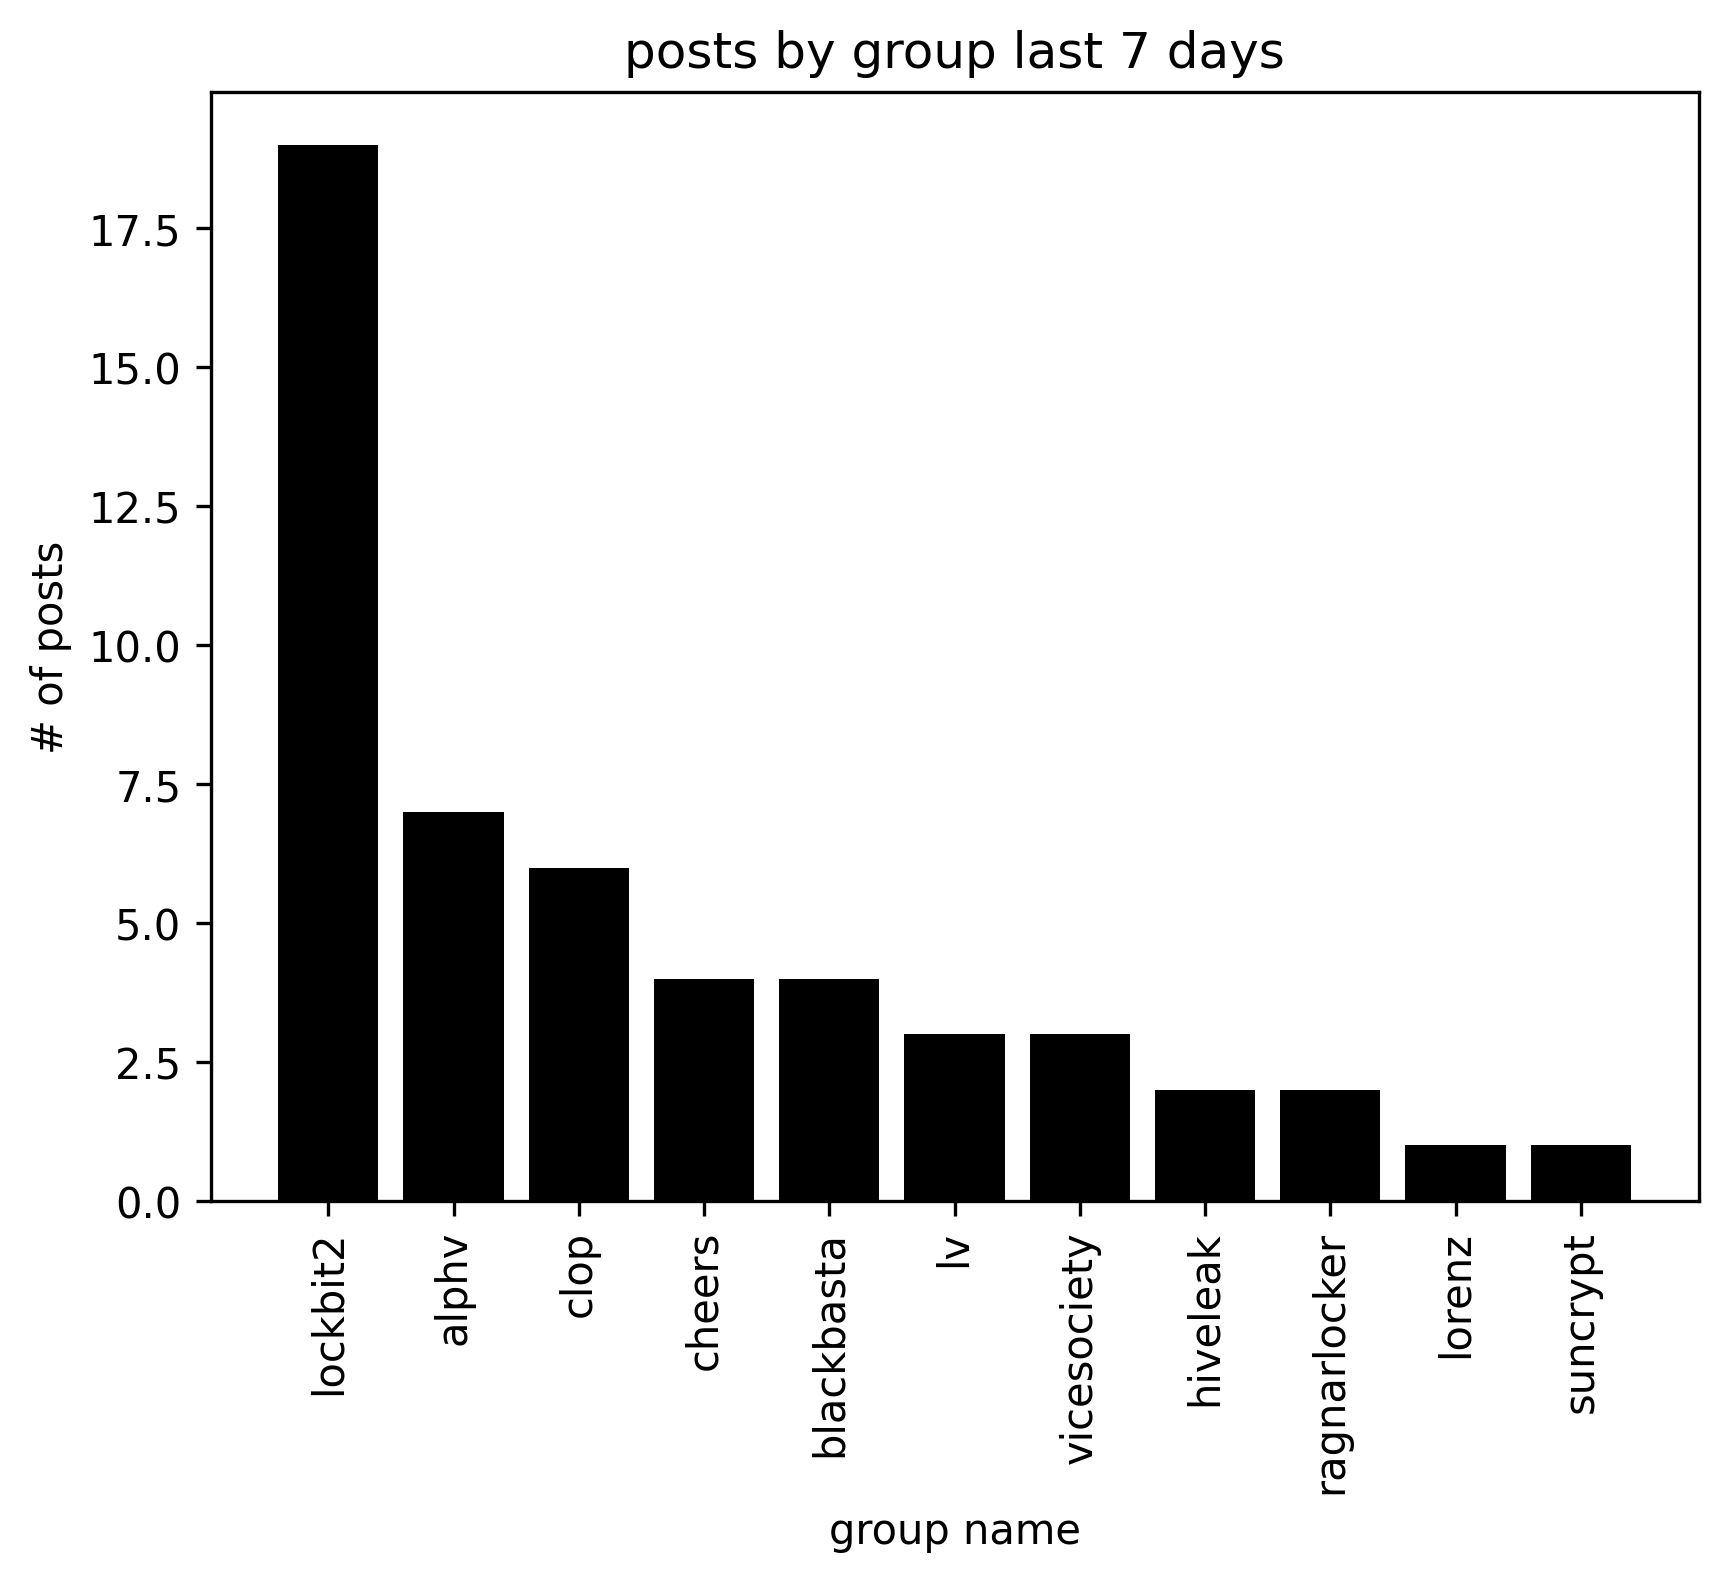 posts by group last 7 days
17.5
15.0
12.5
10.0
7.5
5.0
2.5
0.0
# of posts
lockbit2
alphv
clop
cheers
blackbasta
lv
vicesociety
hiveleak
ragnarlocker
lorenz
suncrypt
group name